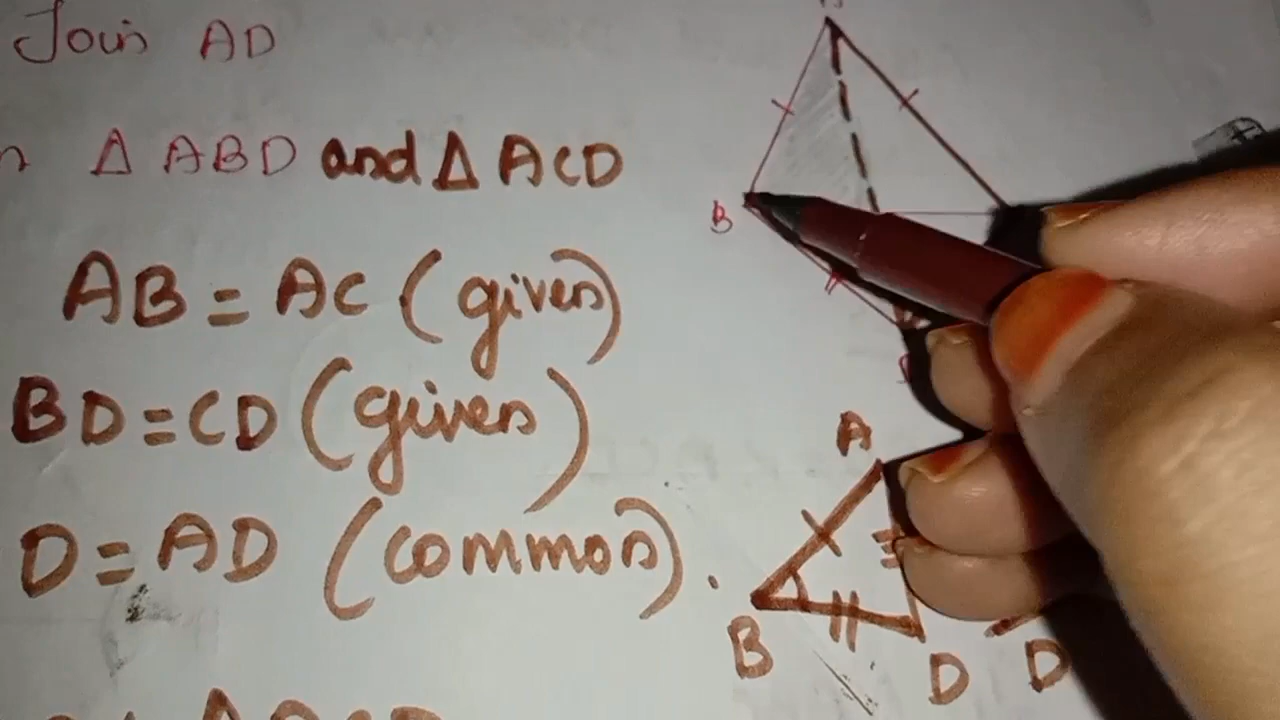 Join AD
n Δ ABD and Δ ACD
AB = AC (given)
BD = CD (given)
D = AD (common).
B
A
B
D
D